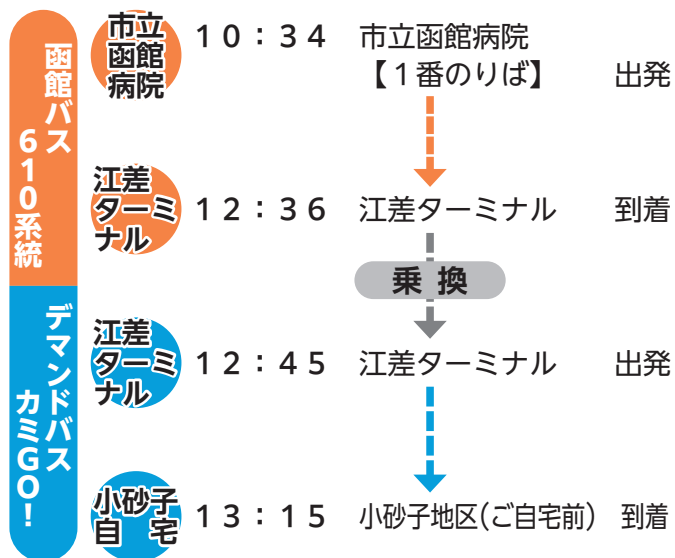 函館バス
610系統
市立
函館
病院
10：34 市立函館病院
【１番のりば】 出発
江差
ターミ
ナル
12：36 江差ターミナル 到着
乗 換
デマンドバス
カミGO！
江差
ターミ
ナル
12：45 江差ターミナル 出発
小砂子
自 宅
13：15 小砂子地区(ご自宅前) 到着